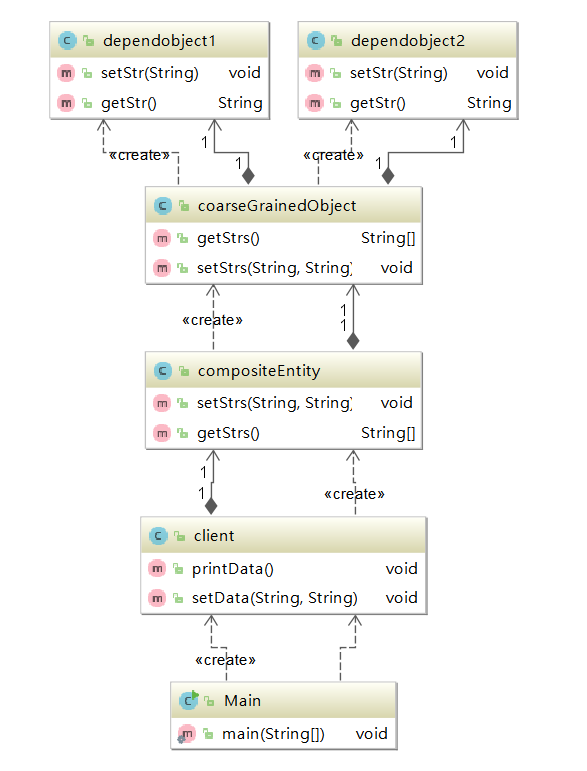 dependobject1
setStr(String) void
getStr() String
dependobject2
setStr(String) void
getStr() String
«create»
1
1
«create»
1
1
coarseGrainedObject
getStrs() String[]
setStrs(String, String) void
«create»
1
1
compositeEntity
setStrs(String, String) void
getStrs() String[]
1
1
«create»
client
printData() void
setData(String, String) void
«create»
Main
main(String[]) void